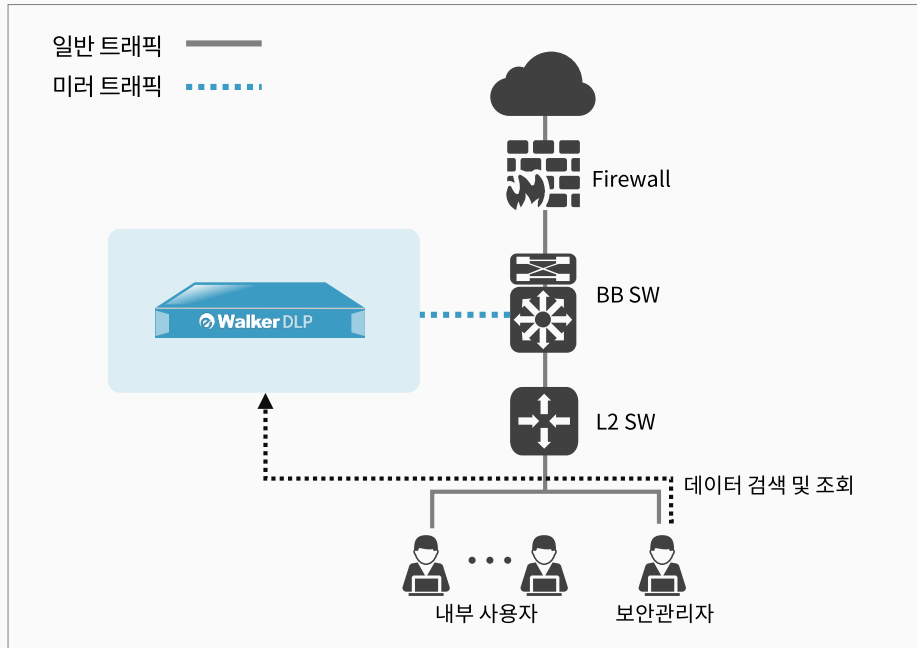 일반 트래픽
미러 트래픽
Firewall
BB SW
Walker DLP
L2 SW
데이터 검색 및 조회
내부 사용자
보안관리자